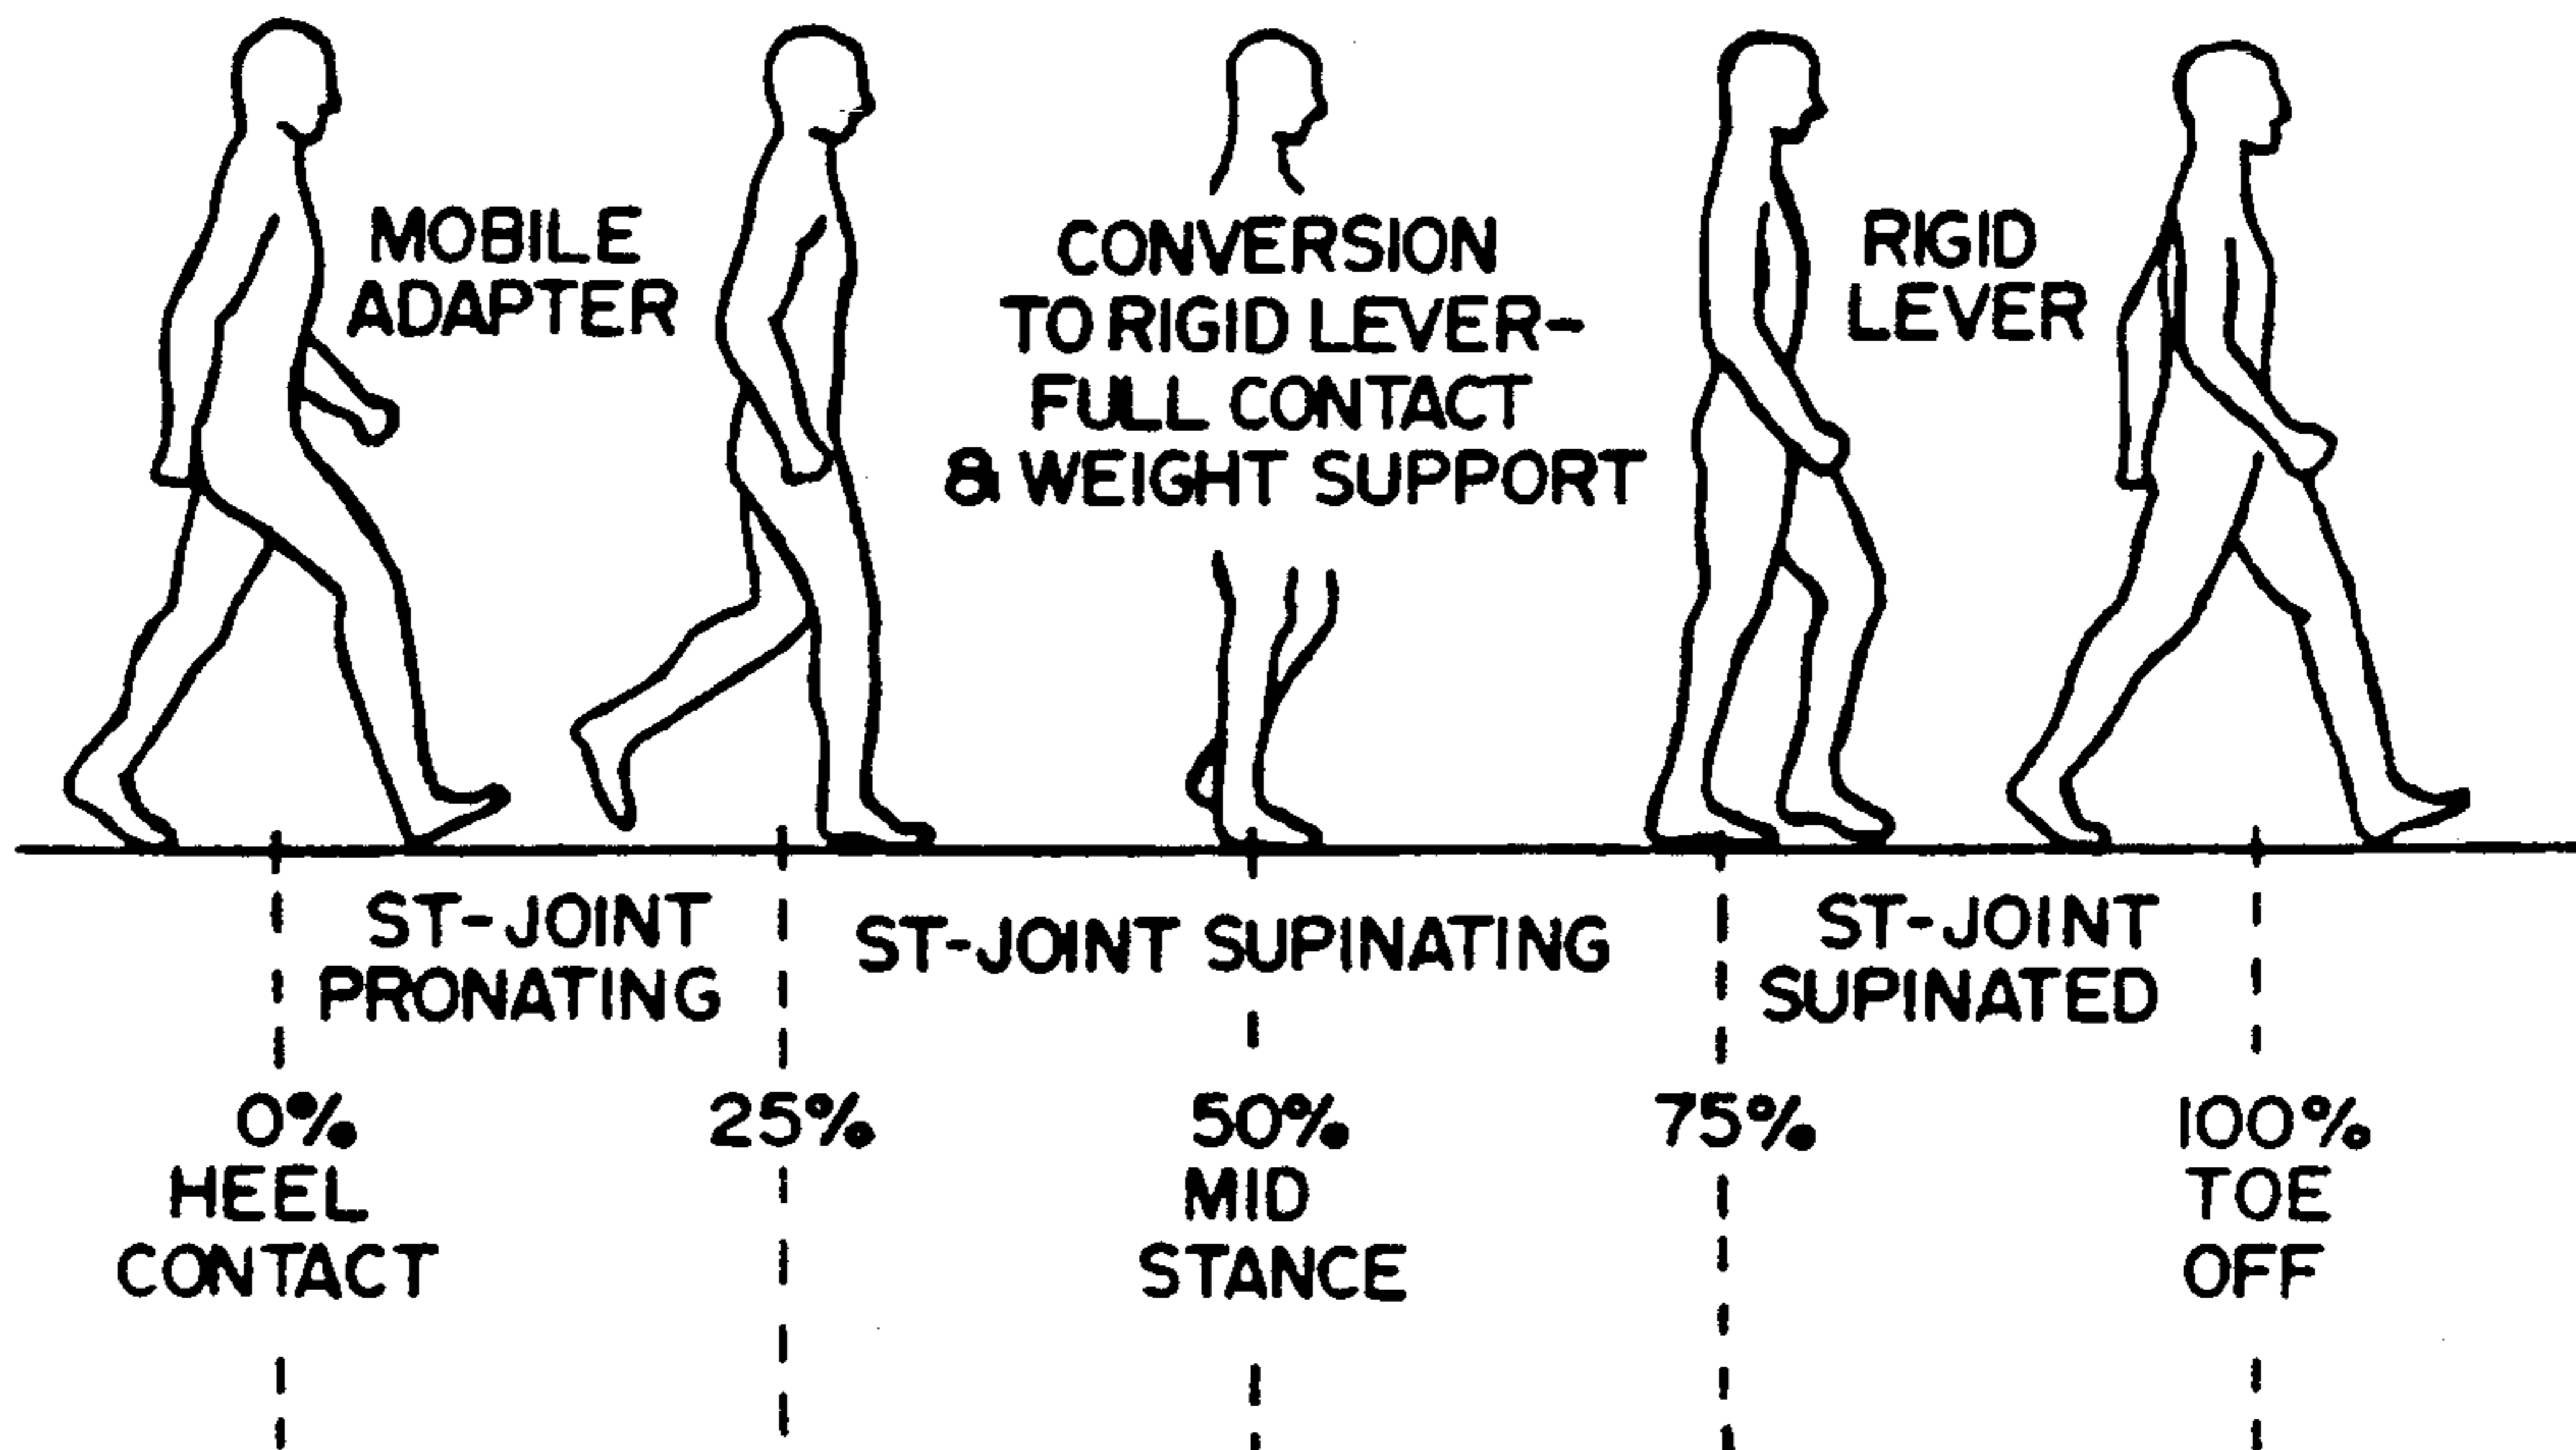 MOBILE
ADAPTER
CONVERSION
TO RIGID LEVER-
FULL CONTACT
& WEIGHT SUPPORT
RIGID
LEVER
ST-JOINT
PRONATING
ST-JOINT SUPINATING
ST-JOINT
SUPINATED
0%
HEEL
CONTACT
25%
50%
MID
STANCE
75%
100%
TOE
OFF